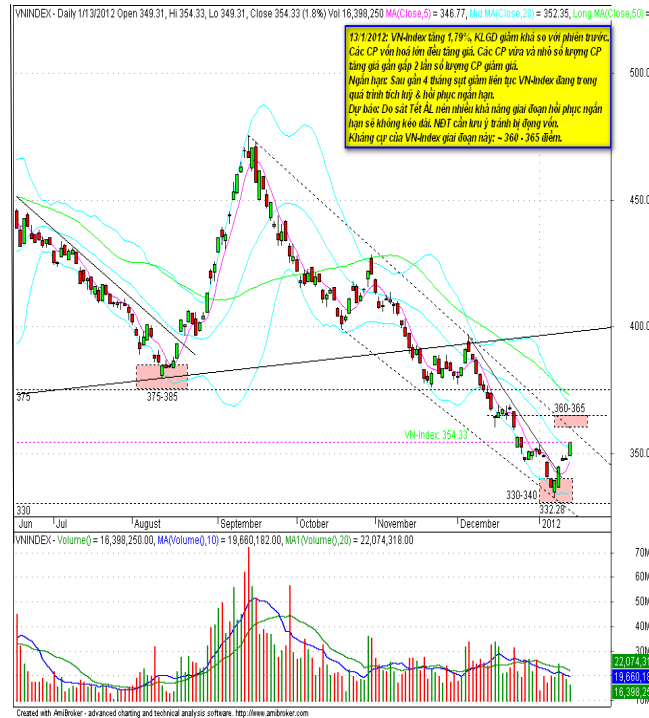 VNINDEX - Daily 1/13/2012 Open 349.31, Hi 354.33, Lo 349.31, Close 354.33 (1.8%) Vol 16,398,250 MA(Close,5) = 346.77, Mid MA(Close,20) = 352.35, Long MA(Close,50) =
13/1/2012: VN-Index tăng 1,79%, KLGD giảm khá so với phiên trước.
Các CP vốn hoá lớn đều tăng giá. Các CP vừa và nhỏ số lượng CP
tăng giá gần gấp 2 lần số lượng CP giảm giá.
Ngắn hạn: Sau gần 4 tháng sụt giảm liên tục VN-Index đang trong
quá trình tích luỹ & hồi phục ngắn hạn.
Dự báo: Do sát Tết ÂL nên nhiều khả năng giai đoạn hồi phục ngắn
hạn sẽ không kéo dài. NĐT cần lưu ý tránh bị đọng vốn.
Kháng cự của VN-Index giai đoạn này: ~ 360 - 365 điểm.
500.0
450.0
400.0
375
375-385
360-365
VN-Index: 354.33
350.0
330-340
332.28
330
Jun Jul August September October November December 2012
VNINDEX - Volume() = 16,398,250.00, MA(Volume(),10) = 19,660,182.00, MA1(Volume(),20) = 22,074,318.00
70M
60M
50M
40M
30M
22,074,31
19,660,18
16,398,25
10M
Created with AmiBroker - advanced charting and technical analysis software. http://www.amibroker.com